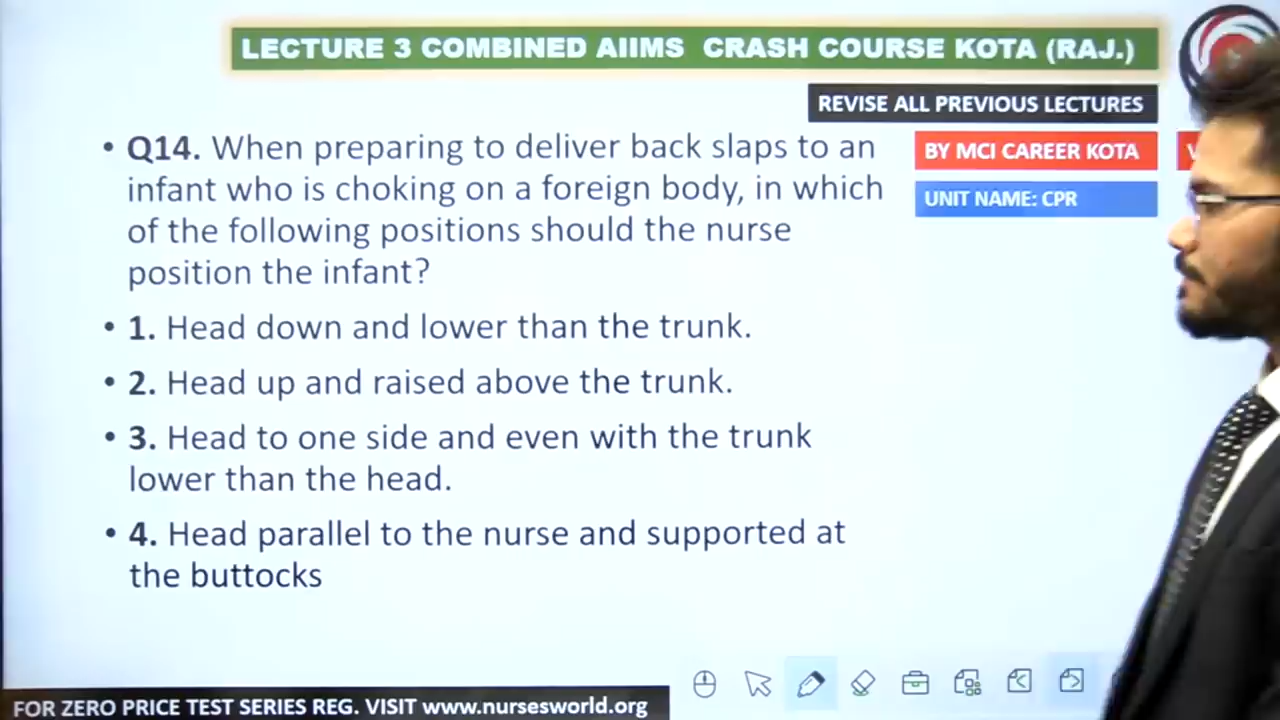 LECTURE 3 COMBINED AIIMS CRASH COURSE KOTA (RAJ.)
REVISE ALL PREVIOUS LECTURES
BY MCI CAREER KOTA
UNIT NAME: CPR
• Q14. When preparing to deliver back slaps to an
infant who is choking on a foreign body, in which
of the following positions should the nurse
position the infant?
• 1. Head down and lower than the trunk.
• 2. Head up and raised above the trunk.
• 3. Head to one side and even with the trunk
lower than the head.
• 4. Head parallel to the nurse and supported at
the buttocks
FOR ZERO PRICE TEST SERIES REG. VISIT www.nursesworld.org